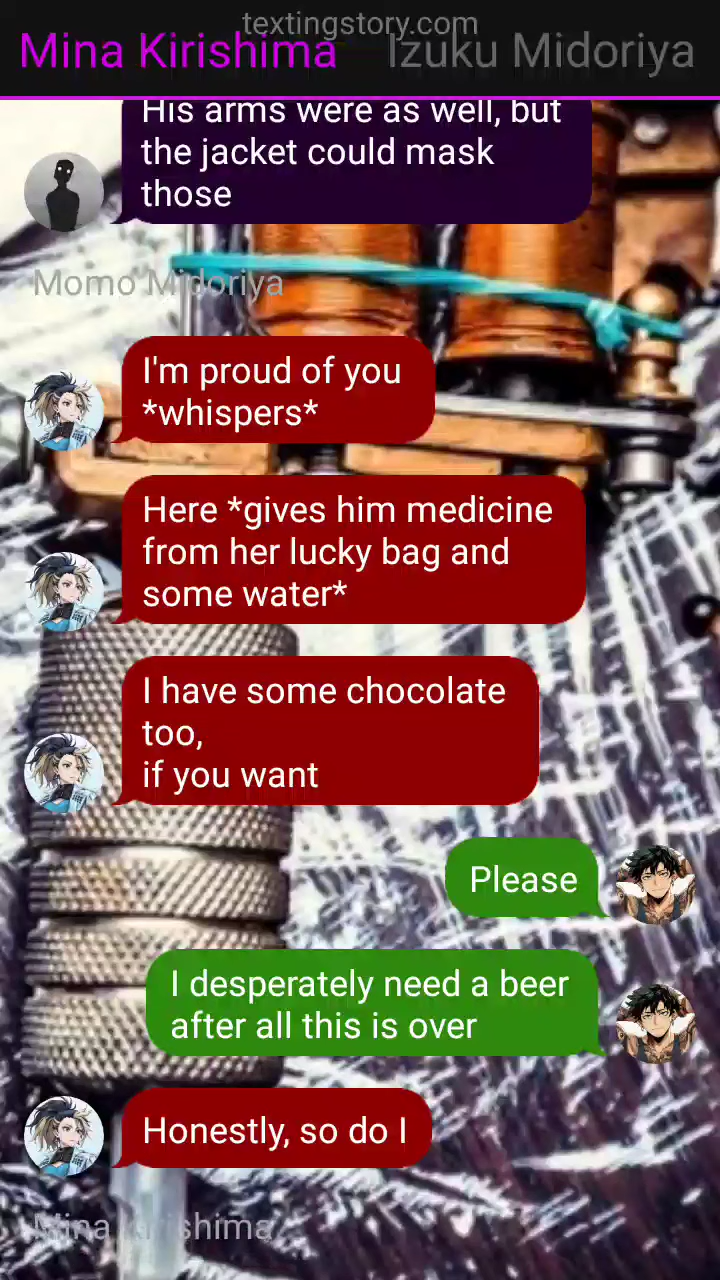 textingstory.com
Mina Kirishima
Izuku Midoriya
His arms were as well, but
the jacket could mask
those
Momo Midoriya
I'm proud of you
*whispers*
Here *gives him medicine
from her lucky bag and
some water*
I have some chocolate
too,
if you want
Please
I desperately need a beer
after all this is over
Honestly, so do I
Mina Kirishima